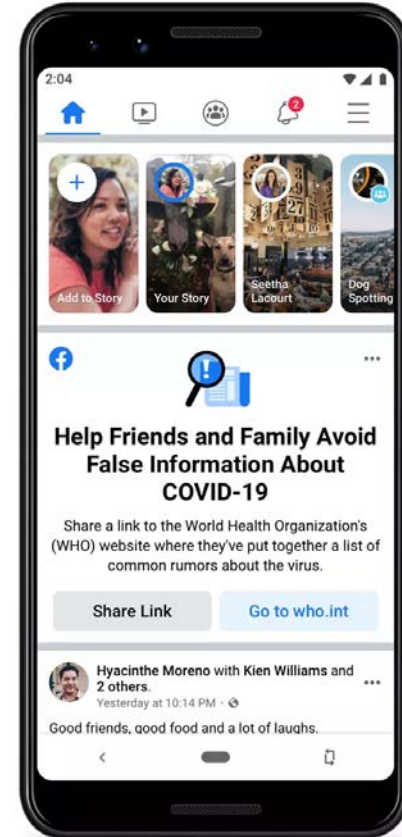 2:04
2
Add to Story
Your Story
Seetha
Lacourt
Dog
Spotting
Help Friends and Family Avoid
False Information About
COVID-19
Share a link to the World Health Organization's
(WHO) website where they've put together a list of
common rumors about the virus.
Share Link
Go to who.int
Hyacinthe Moreno with Kien Williams and
2 others.
Yesterday at 10:14 PM ·
Good friends, good food and a lot of laughs.